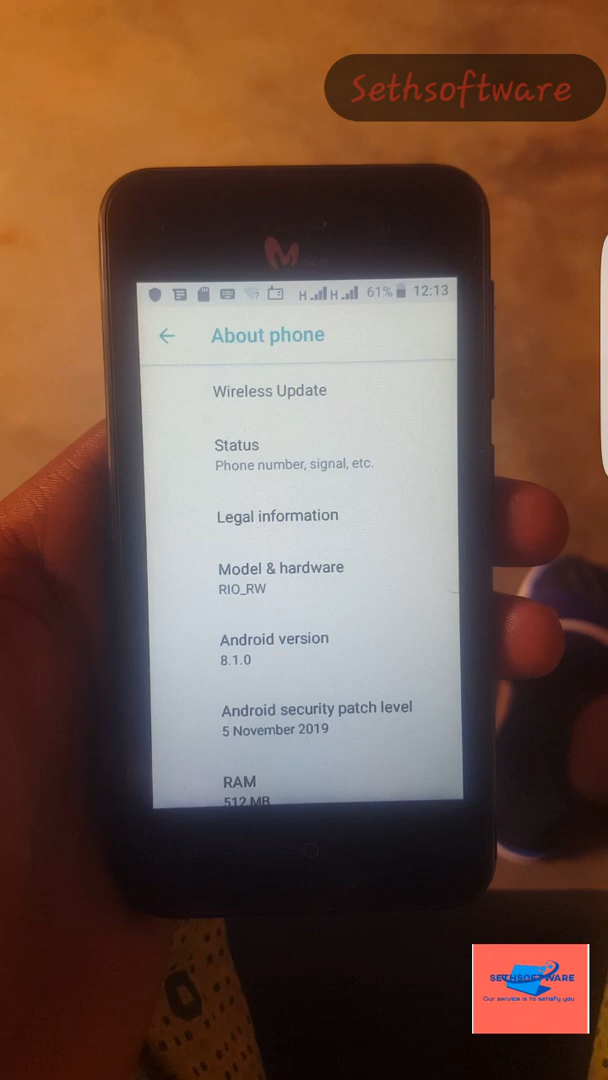 Sethsoftware
H H 61% 12:13
About phone
Wireless Update
Status
Phone number, signal, etc.
Legal information
Model & hardware
RIO_RW
Android version
8.1.0
Android security patch level
5 November 2019
RAM
512 MB
SETHSOFTWARE
Our service is to satisfy you